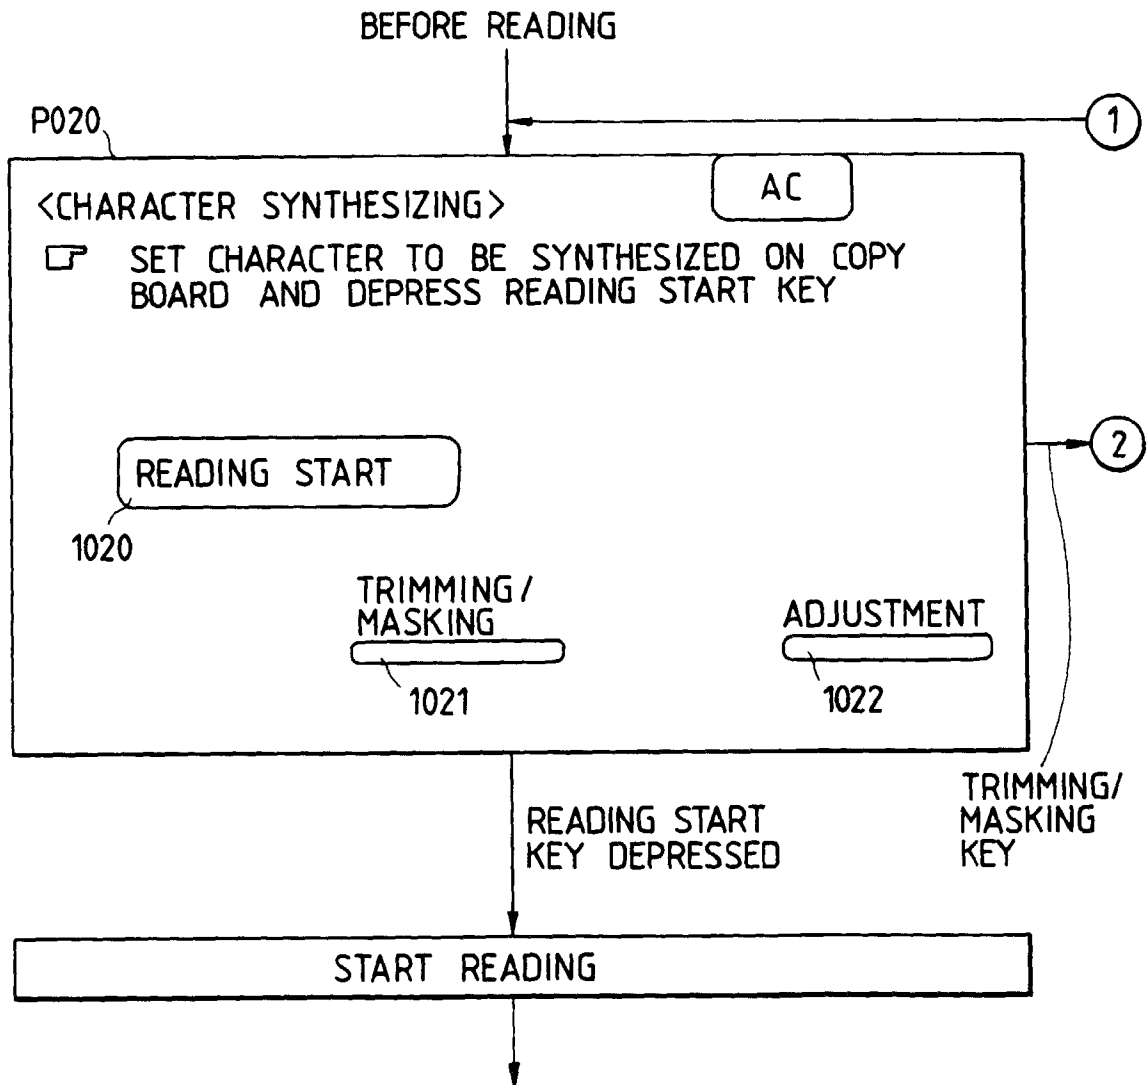 BEFORE READING
1
P020
AC
<CHARACTER SYNTHESIZING>
SET CHARACTER TO BE SYNTHESIZED ON COPY
BOARD AND DEPRESS READING START KEY
2
READING START
1020
TRIMMING/
MASKING
1021
ADJUSTMENT
1022
TRIMMING/
MASKING
KEY
READING START
KEY DEPRESSED
START READING